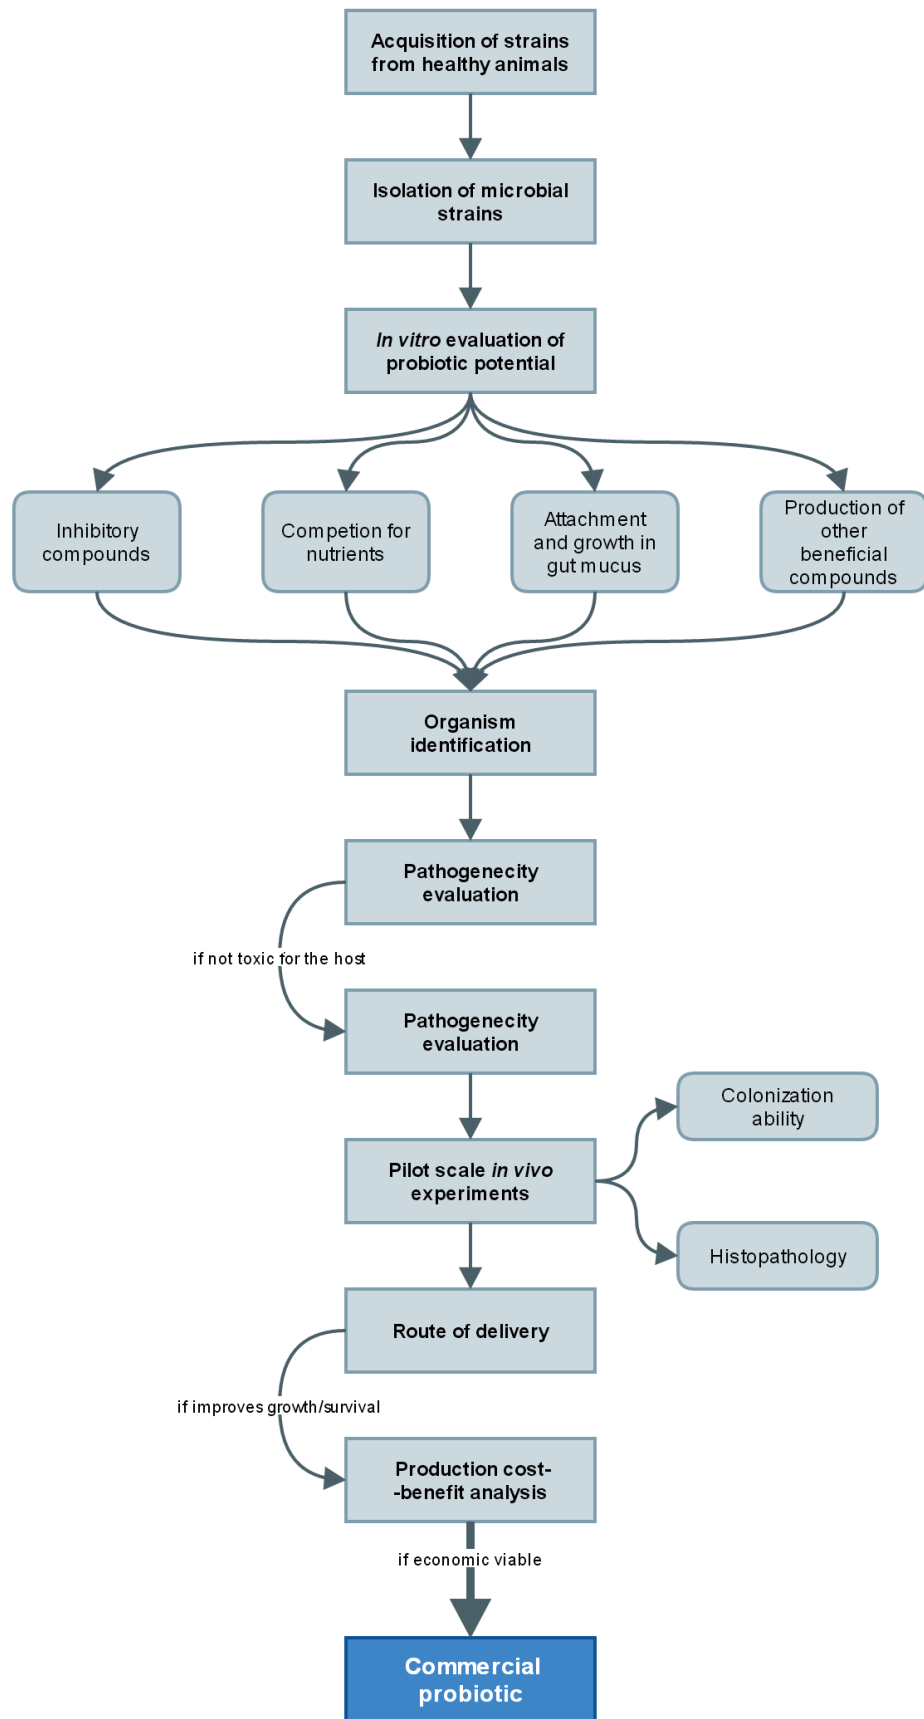 Acquisition of strains
from healthy animals
Isolation of microbial
strains
In vitro evaluation of
probiotic potential
Inhibitory
compounds
Competion for
nutrients
Attachment
and growth in
gut mucus
Production of
other
beneficial
compounds
Organism
identification
Pathogenecity
evaluation
if not toxic for the host
Pathogenecity
evaluation
Colonization
ability
Pilot scale in vivo
experiments
Histopathology
Route of delivery
if improves growth/survival
Production cost-
-benefit analysis
if economic viable
Commercial
probiotic